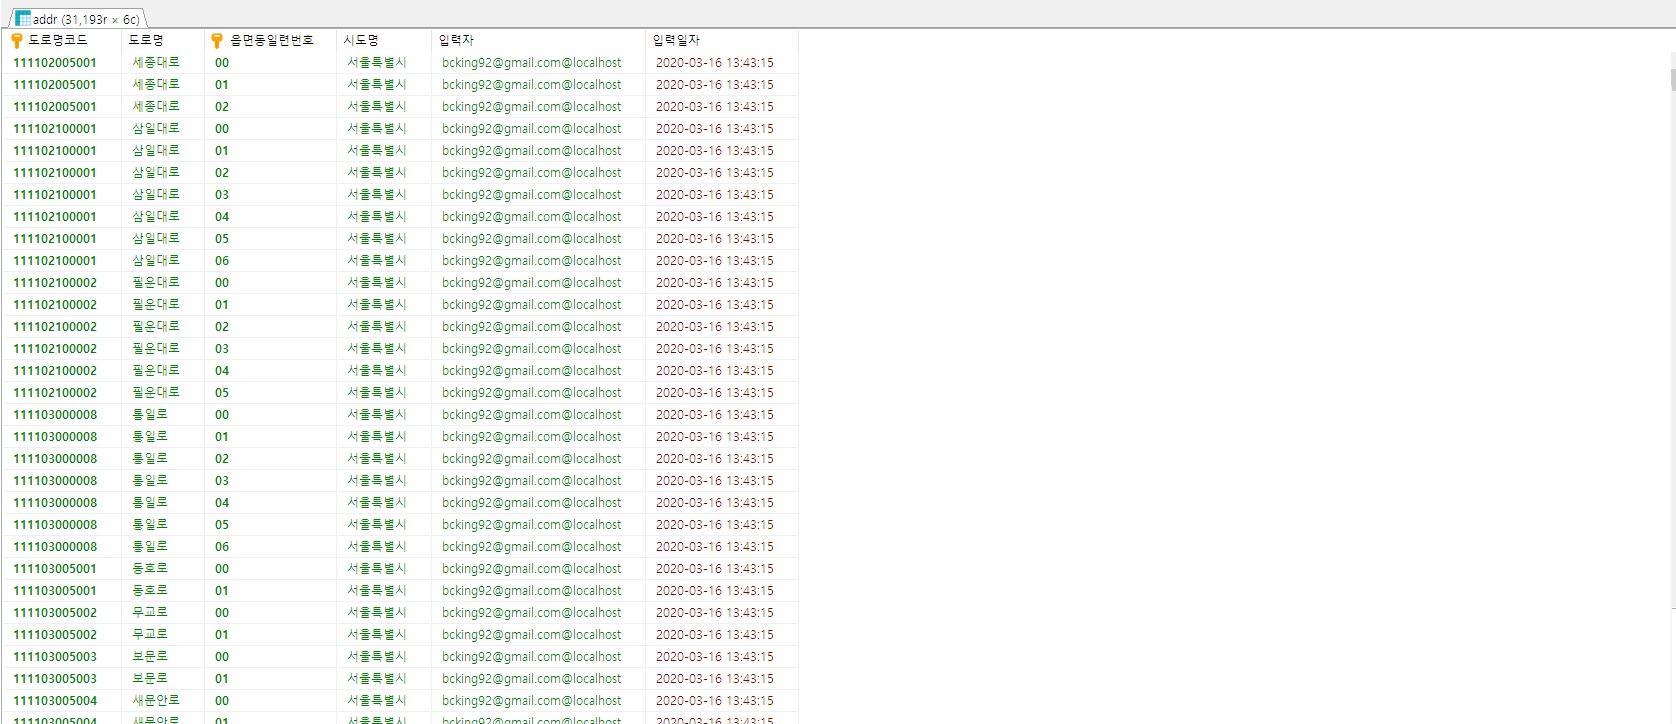 addr (31,193r × 6c)
도로명코드 도로명 읍면동일련번호 시도명 입력자 입력일자
111102005001 세종대로 00 서울특별시 bcking92@gmail.com@localhost 2020-03-16 13:43:15
111102005001 세종대로 01 서울특별시 bcking92@gmail.com@localhost 2020-03-16 13:43:15
111102005001 세종대로 02 서울특별시 bcking92@gmail.com@localhost 2020-03-16 13:43:15
111102100001 삼일대로 00 서울특별시 bcking92@gmail.com@localhost 2020-03-16 13:43:15
111102100001 삼일대로 01 서울특별시 bcking92@gmail.com@localhost 2020-03-16 13:43:15
111102100001 삼일대로 02 서울특별시 bcking92@gmail.com@localhost 2020-03-16 13:43:15
111102100001 삼일대로 03 서울특별시 bcking92@gmail.com@localhost 2020-03-16 13:43:15
111102100001 삼일대로 04 서울특별시 bcking92@gmail.com@localhost 2020-03-16 13:43:15
111102100001 삼일대로 05 서울특별시 bcking92@gmail.com@localhost 2020-03-16 13:43:15
111102100001 삼일대로 06 서울특별시 bcking92@gmail.com@localhost 2020-03-16 13:43:15
111102100002 필운대로 00 서울특별시 bcking92@gmail.com@localhost 2020-03-16 13:43:15
111102100002 필운대로 01 서울특별시 bcking92@gmail.com@localhost 2020-03-16 13:43:15
111102100002 필운대로 02 서울특별시 bcking92@gmail.com@localhost 2020-03-16 13:43:15
111102100002 필운대로 03 서울특별시 bcking92@gmail.com@localhost 2020-03-16 13:43:15
111102100002 필운대로 04 서울특별시 bcking92@gmail.com@localhost 2020-03-16 13:43:15
111102100002 필운대로 05 서울특별시 bcking92@gmail.com@localhost 2020-03-16 13:43:15
111103000008 통일로 00 서울특별시 bcking92@gmail.com@localhost 2020-03-16 13:43:15
111103000008 통일로 01 서울특별시 bcking92@gmail.com@localhost 2020-03-16 13:43:15
111103000008 통일로 02 서울특별시 bcking92@gmail.com@localhost 2020-03-16 13:43:15
111103000008 통일로 03 서울특별시 bcking92@gmail.com@localhost 2020-03-16 13:43:15
111103000008 통일로 04 서울특별시 bcking92@gmail.com@localhost 2020-03-16 13:43:15
111103000008 통일로 05 서울특별시 bcking92@gmail.com@localhost 2020-03-16 13:43:15
111103000008 통일로 06 서울특별시 bcking92@gmail.com@localhost 2020-03-16 13:43:15
111103005001 동호로 00 서울특별시 bcking92@gmail.com@localhost 2020-03-16 13:43:15
111103005001 동호로 01 서울특별시 bcking92@gmail.com@localhost 2020-03-16 13:43:15
111103005002 무교로 00 서울특별시 bcking92@gmail.com@localhost 2020-03-16 13:43:15
111103005002 무교로 01 서울특별시 bcking92@gmail.com@localhost 2020-03-16 13:43:15
111103005003 보문로 00 서울특별시 bcking92@gmail.com@localhost 2020-03-16 13:43:15
111103005003 보문로 01 서울특별시 bcking92@gmail.com@localhost 2020-03-16 13:43:15
111103005004 새문안로 00 서울특별시 bcking92@gmail.com@localhost 2020-03-16 13:43:15
111103005004 새문안로 01 서울특별시 bcking92@gmail.com@localhost 2020-03-16 13:43:15